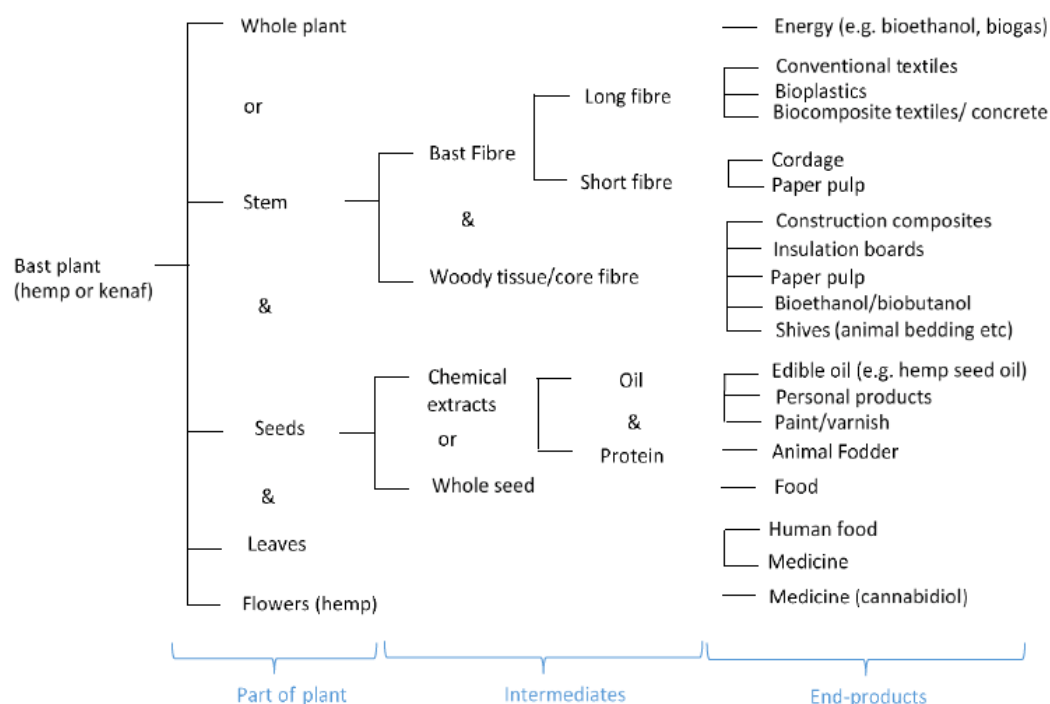 Whole plant
Energy (e.g. bioethanol, biogas)
Conventional textiles
Long fibre
Bioplastics
or
Biocomposite textiles/ concrete
Bast Fibre
Cordage
Short fibre
Paper pulp
Stem
&
Construction composites
Insulation boards
Bast plant
(hemp or kenaf)
Woody tissue/core fibre
Paper pulp
Bioethanol/biobutanol
&
Shives (animal bedding etc)
Chemical
extracts
Oil
Edible oil (e.g. hemp seed oil)
Personal products
&
Paint/varnish
Seeds
or
Protein
Animal Fodder
Whole seed
Food
&
Human food
Leaves
Medicine
Flowers (hemp)
Medicine (cannabidiol)
Part of plant
Intermediates
End-products